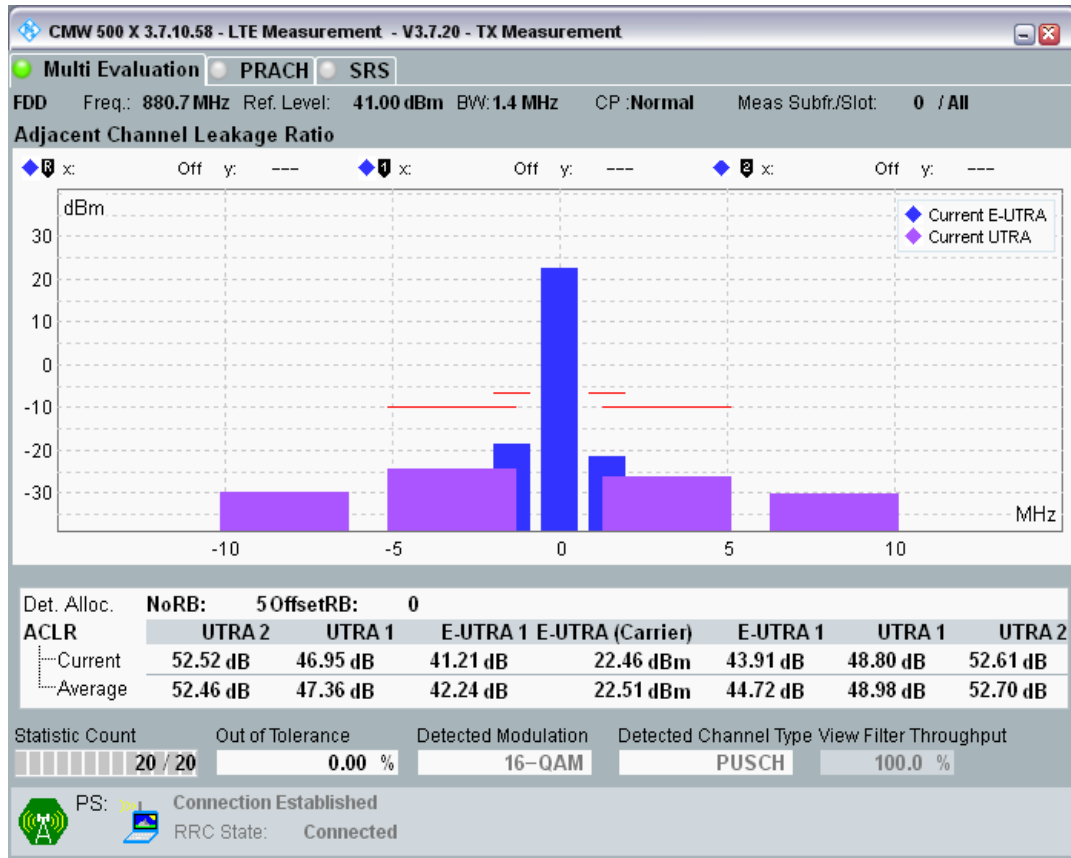 CMW 500 X 3.7.10.58 - LTE Measurement - V3.7.20 - TX Measurement
Multi Evaluation PRACH SRS
FDD Freq.: 880.7 MHz Ref. Level: 41.00 dBm BW: 1.4 MHz CP :Normal Meas Subfr./Slot: 0 / All
Adjacent Channel Leakage Ratio
R x: Off y: --- 1 x: Off y: --- 2 x: Off y: ---
dBm
Current E-UTRA
Current UTRA
30
20
10
0
-10
-20
-30
MHz
-10 -5 0 5 10
Det. Alloc. NoRB: 5 OffsetRB: 0
ACLR UTRA 2 UTRA 1 E-UTRA 1 E-UTRA (Carrier) E-UTRA 1 UTRA 1 UTRA 2
Current 52.52 dB 46.95 dB 41.21 dB 22.46 dBm 43.91 dB 48.80 dB 52.61 dB
Average 52.46 dB 47.36 dB 42.24 dB 22.51 dBm 44.72 dB 48.98 dB 52.70 dB
Statistic Count Out of Tolerance Detected Modulation Detected Channel Type View Filter Throughput
20 / 20 0.00 % 16-QAM PUSCH 100.0 %
PS: Connection Established
RRC State: Connected